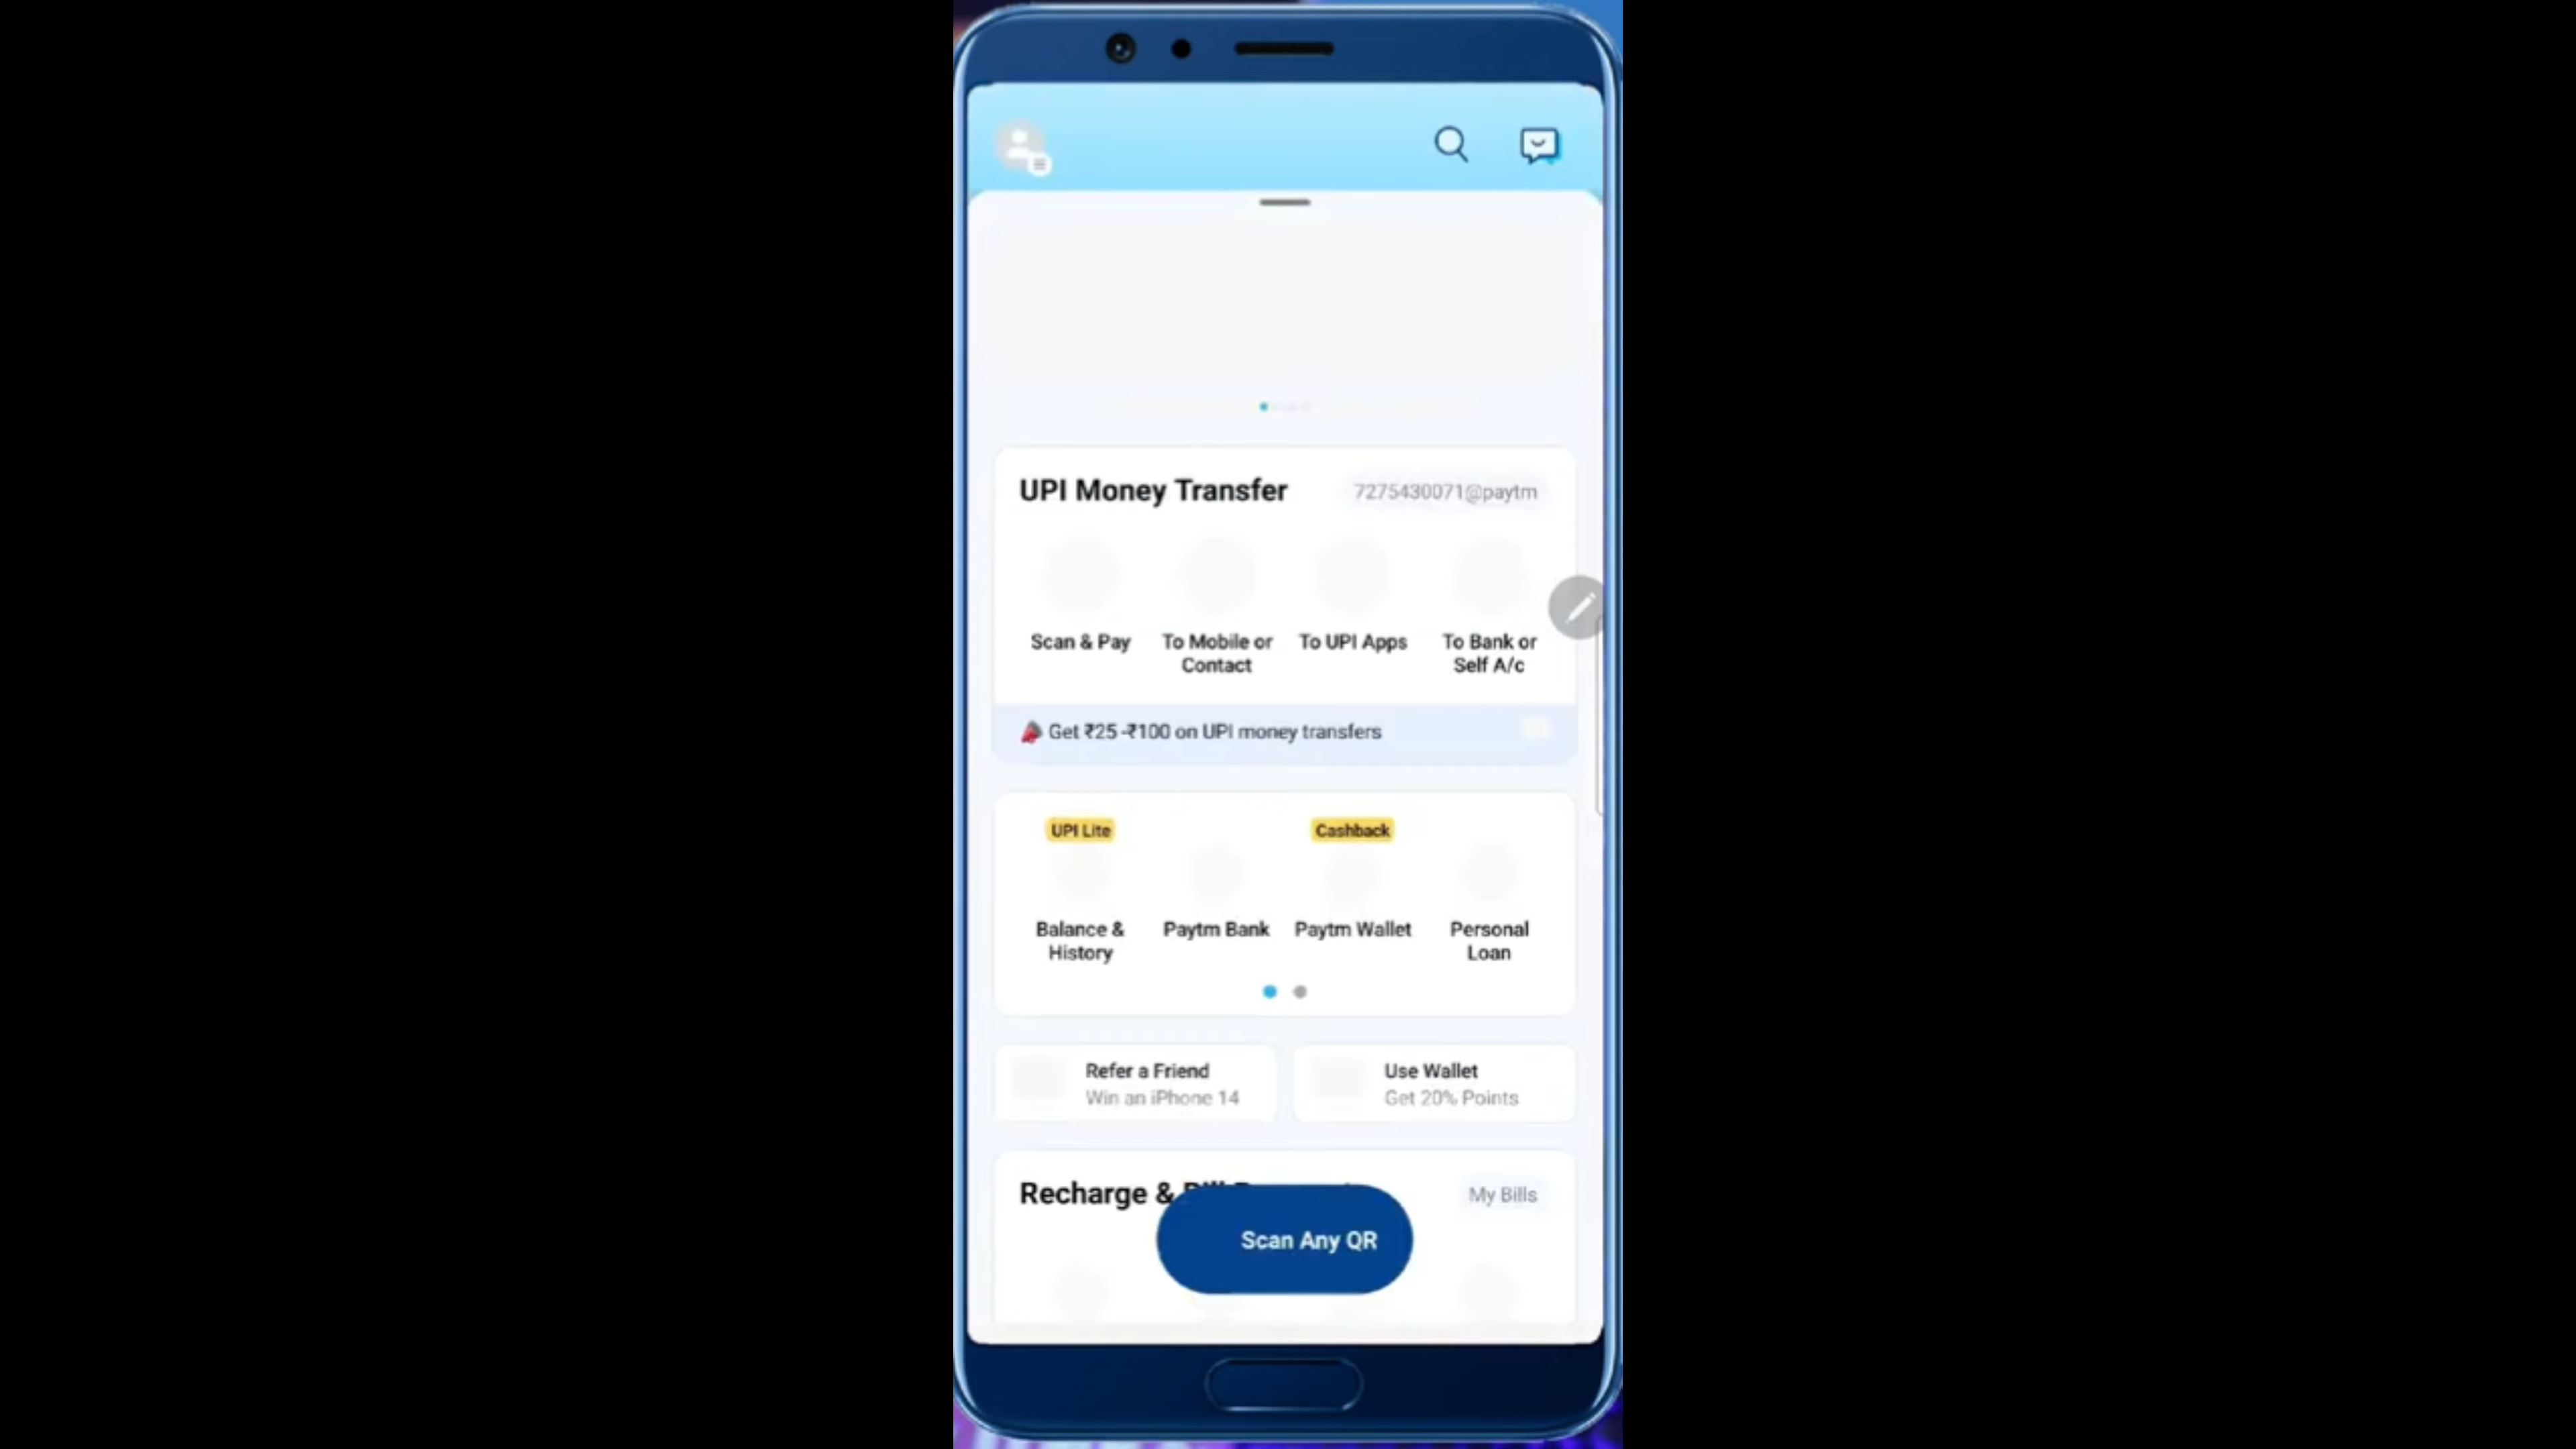 UPI Money Transfer 7275430071@paytm
Scan & Pay To Mobile or To UPI Apps To Bank or
Contact Self A/c
Get ₹25 -₹100 on UPI money transfers
UPI Lite Cashback
Balance & Paytm Bank Paytm Wallet Personal
History Loan
Refer a Friend Use Wallet
Win an iPhone 14 Get 20% Points
Recharge & My Bills
Scan Any QR